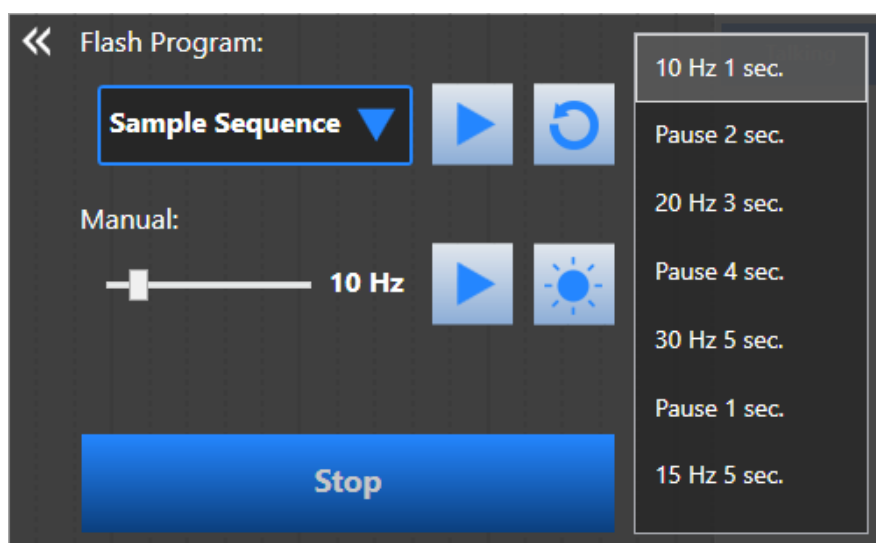 Flash Program:
Sample Sequence
Manual:
10 Hz
Stop
10 Hz 1 sec.
Pause 2 sec.
20 Hz 3 sec.
Pause 4 sec.
30 Hz 5 sec.
Pause 1 sec.
15 Hz 5 sec.